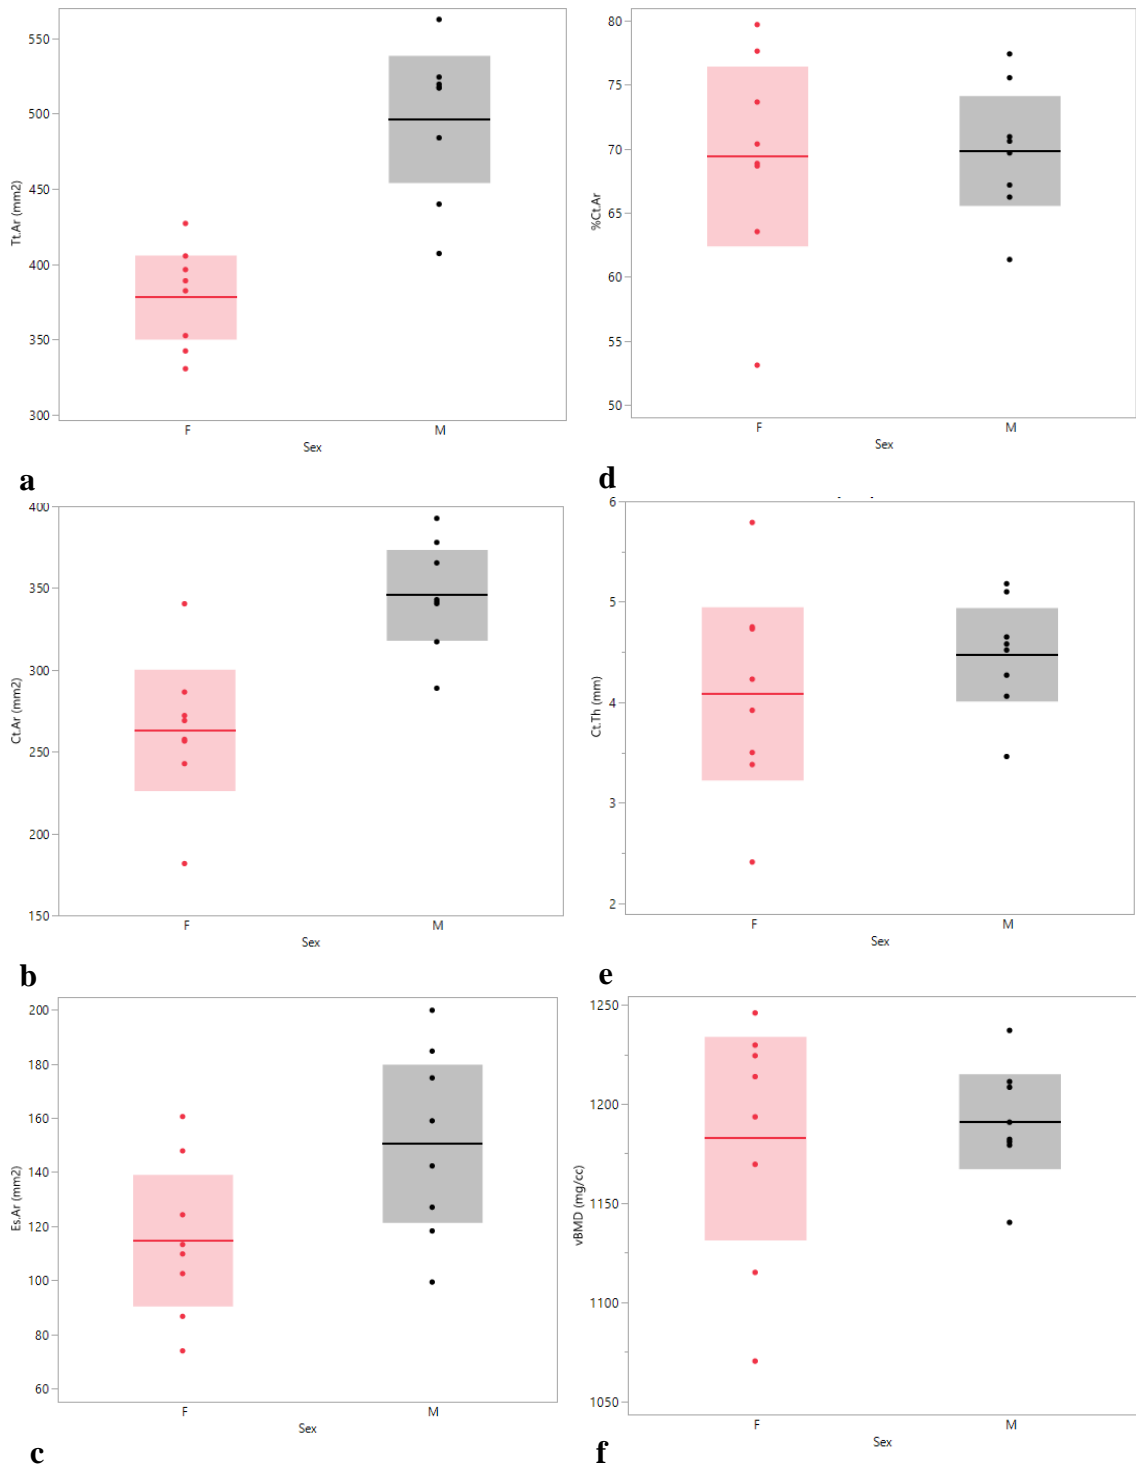 550
500
450
400
350
300
Tt.Ar (mm2)
F M
Sex
a
80
75
70
65
60
55
50
%Ct.Ar
F M
Sex
d
400
350
300
250
200
150
Ct.Ar (mm2)
F M
Sex
b
6
5
4
3
2
Ct.Th (mm)
F M
Sex
e
200
180
160
140
120
100
80
60
Es.Ar (mm2)
F M
Sex
c
1250
1200
1150
1100
1050
vBMD (mg/cc)
F M
Sex
f